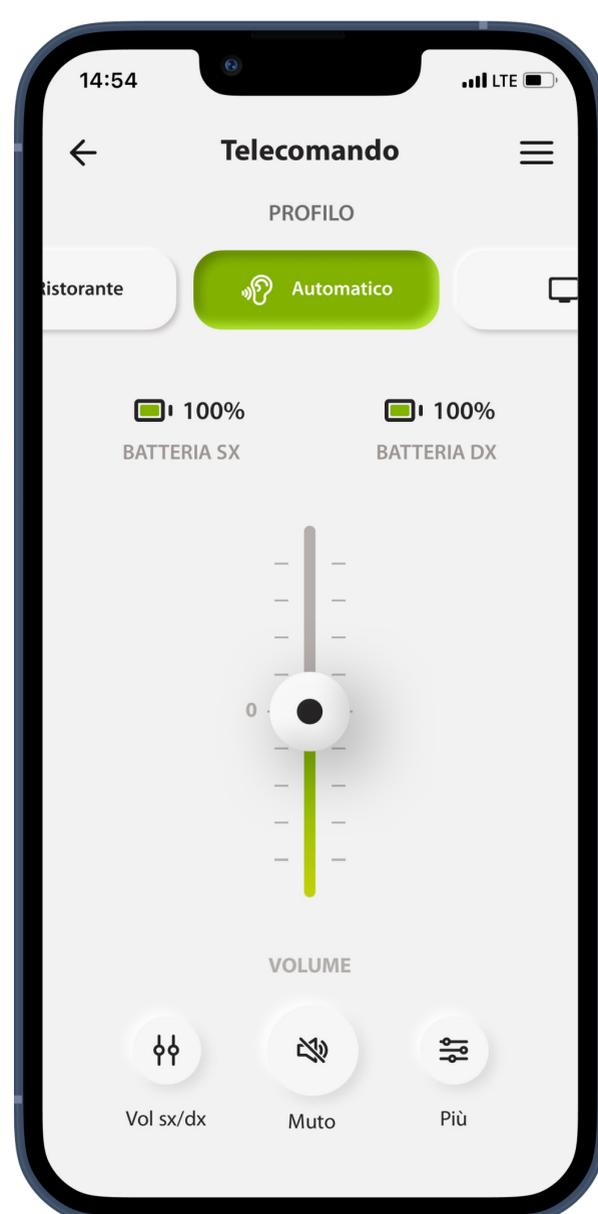 14:54 LTE
Telecomando
PROFILO
Ristorante Automatico
100% 100%
BATTERIA SX BATTERIA DX
0
VOLUME
Vol sx/dx Muto Più